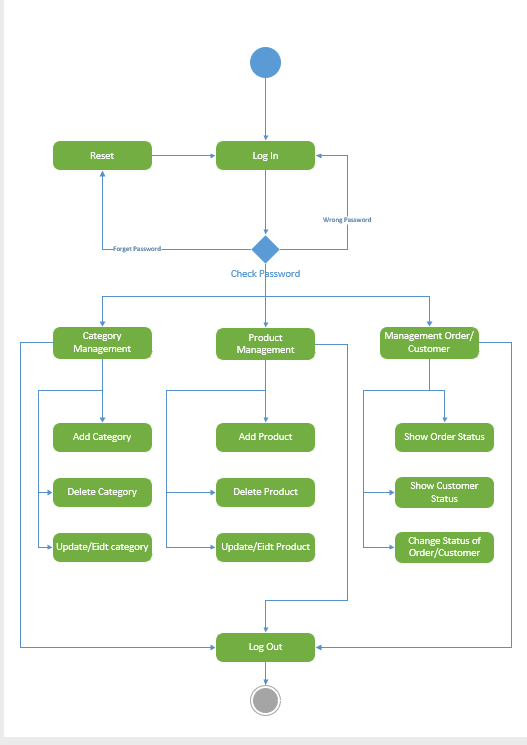 Reset
Log In
Wrong Password
Forget Password
Check Password
Category
Management
Product
Management
Management Order/
Customer
Add Category
Add Product
Show Order Status
Delete Category
Delete Product
Show Customer
Status
Update/Eidt category
Update/Eidt Product
Change Status of
Order/Customer
Log Out